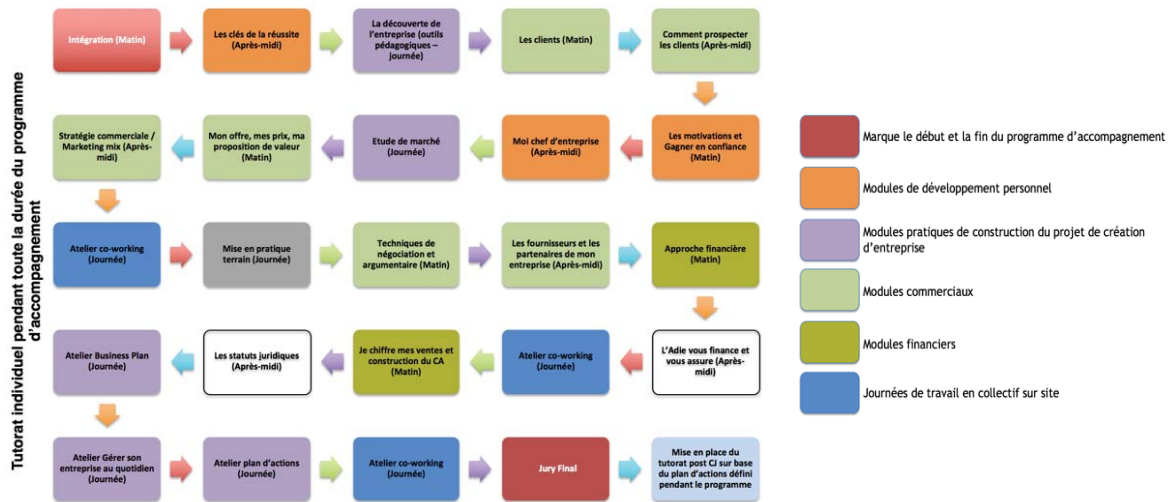 Tutorat individuel pendant toute la durée du programme
d'accompagnement
Intégration (Matin)
Les clés de la réussite
(Après-midi)
La découverte de
l'entreprise (outils
pédagogiques –
journée)
Les clients (Matin)
Comment prospecter
les clients (Après-midi)
Les motivations et
Gagner en confiance
(Matin)
Moi chef d'entreprise
(Après-midi)
Etude de marché
(Journée)
Mon offre, mes prix, ma
proposition de valeur
(Matin)
Stratégie commerciale /
Marketing mix (Après-
midi)
Atelier co-working
(Journée)
Mise en pratique
terrain (Journée)
Techniques de
négociation et
argumentaire (Matin)
Les fournisseurs et les
partenaires de mon
entreprise (Après-midi)
Approche financière
(Matin)
L'Adie vous finance et
vous assure (Après-
midi)
Atelier co-working
(Journée)
Je chiffre mes ventes et
construction du CA
(Matin)
Les statuts juridiques
(Après-midi)
Atelier Business Plan
(Journée)
Atelier Gérer son
entreprise au quotidien
(Journée)
Atelier plan d'actions
(Journée)
Atelier co-working
(Journée)
Jury Final
Mise en place du
tutorat post CJ sur base
du plan d'actions défini
pendant le programme
Marque le début et la fin du programme d'accompagnement
Modules de développement personnel
Modules pratiques de construction du projet de création
d'entreprise
Modules commerciaux
Modules financiers
Journées de travail en collectif sur site